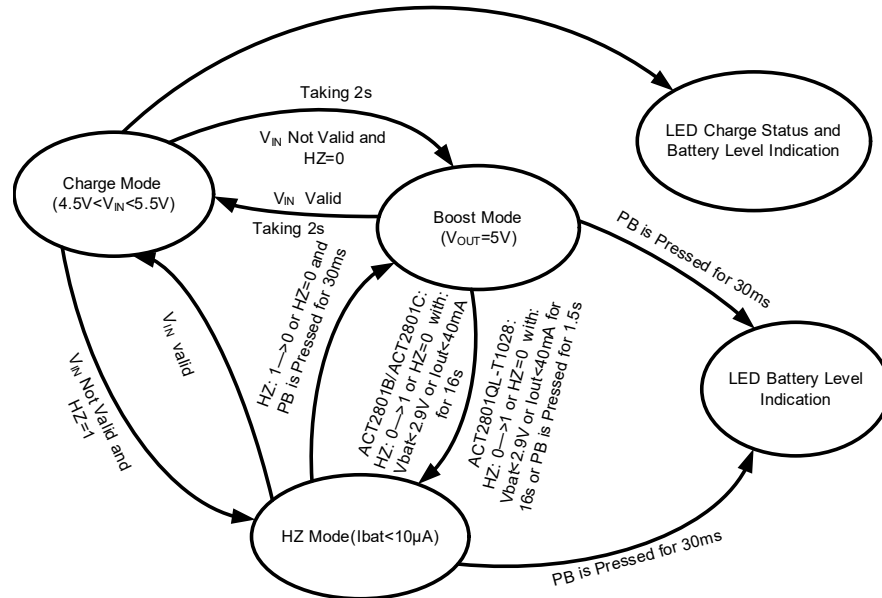 Taking 2s
V_IN Not Valid and
HZ=0
LED Charge Status and
Battery Level Indication
Charge Mode
(4.5V<V_IN<5.5V)
V_IN Valid
Taking 2s
Boost Mode
(V_OUT=5V)
PB is Pressed for 30ms
V_IN valid
V_IN Not Valid and
HZ=1
HZ: 1—>0 or HZ=0 and
PB is Pressed for 30ms
ACT2801B/ACT2801C:
HZ: 0—>1 or HZ=0 with:
Vbat<2.9V or Iout<40mA
for 16s
ACT2801QL-T1028:
HZ: 0—>1 or HZ=0 with:
Vbat<2.9V or Iout<40mA for
16s or PB is Pressed for 1.5s
LED Battery Level
Indication
HZ Mode(Ibat<10µA)
PB is Pressed for 30ms